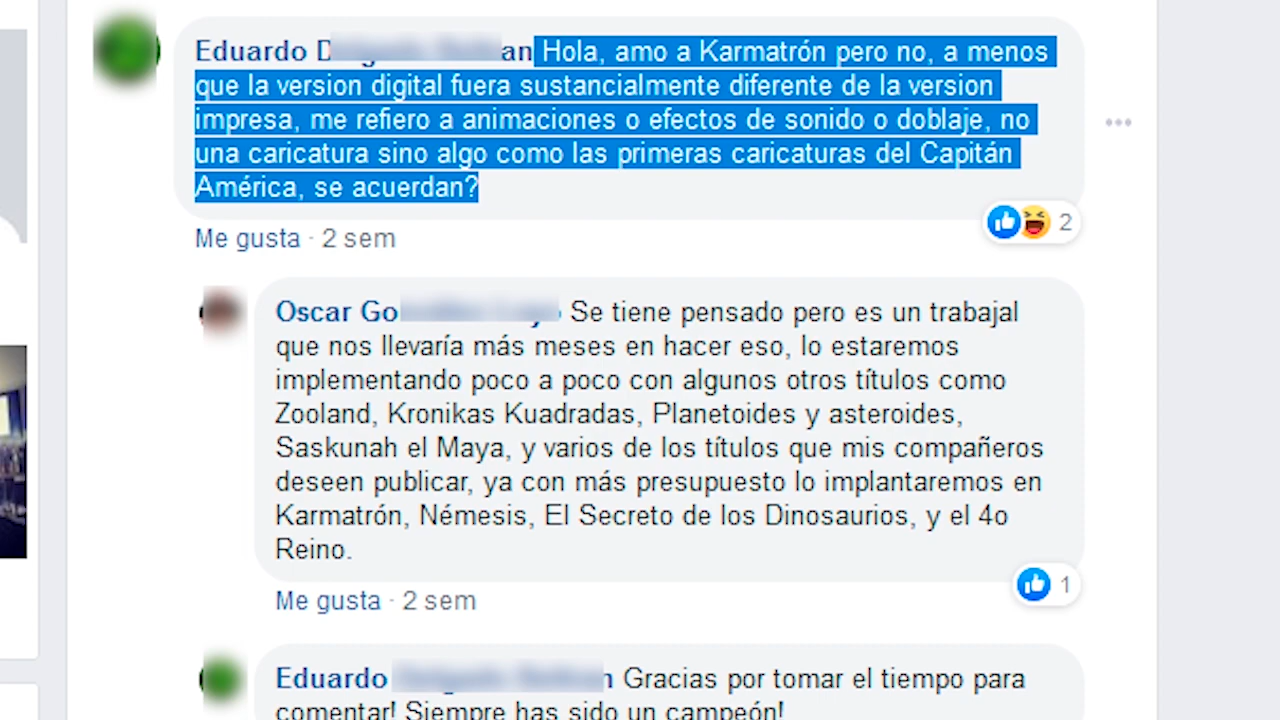 Eduardo Hola, amo a Karmatrón pero no, a menos
que la version digital fuera sustancialmente diferente de la version
impresa, me refiero a animaciones o efectos de sonido o doblaje, no
una caricatura sino algo como las primeras caricaturas del Capitán
América, se acuerdan?
2
Me gusta · 2 sem
Oscar Se tiene pensado pero es un trabajal
que nos llevaría más meses en hacer eso, lo estaremos
implementando poco a poco con algunos otros títulos como
Zooland, Kronikas Kuadradas, Planetoides y asteroides,
Saskunah el Maya, y varios de los títulos que mis compañeros
deseen publicar, ya con más presupuesto lo implantaremos en
Karmatrón, Némesis, El Secreto de los Dinosaurios, y el 4o
Reino.
1
Me gusta · 2 sem
Eduardo Gracias por tomar el tiempo para
comentar! Siempre has sido un campeón!